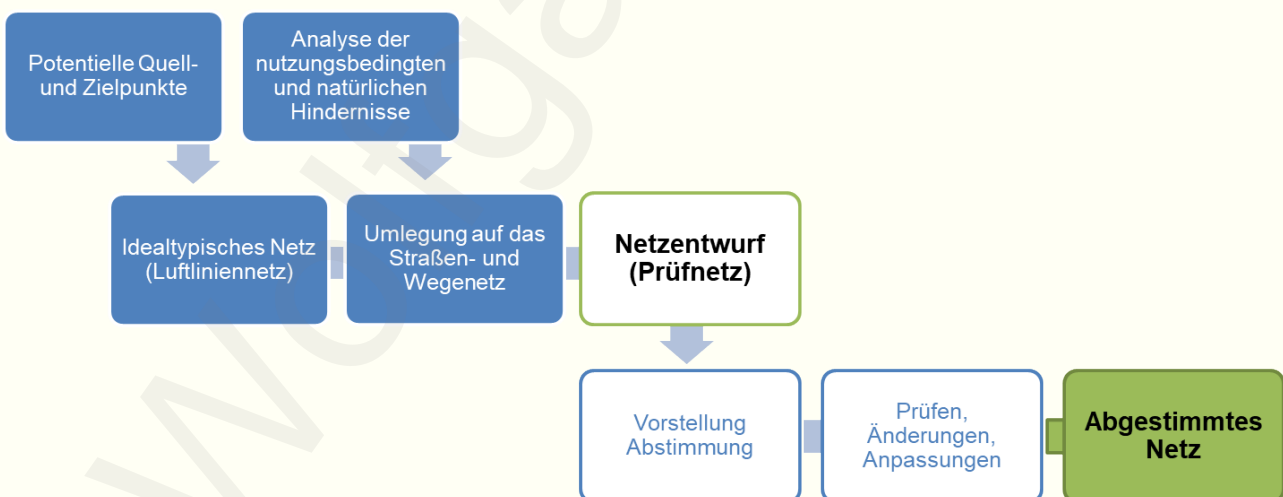 Potentielle Quell-
und Zielpunkte
Analyse der
nutzungsbedingten
und natürlichen
Hindernisse
Idealtypisches Netz
(Luftliniennetz)
Umlegung auf das
Straßen- und
Wegenetz
Netzentwurf
(Prüfnetz)
Vorstellung
Abstimmung
Prüfen,
Änderungen,
Anpassungen
Abgestimmtes
Netz